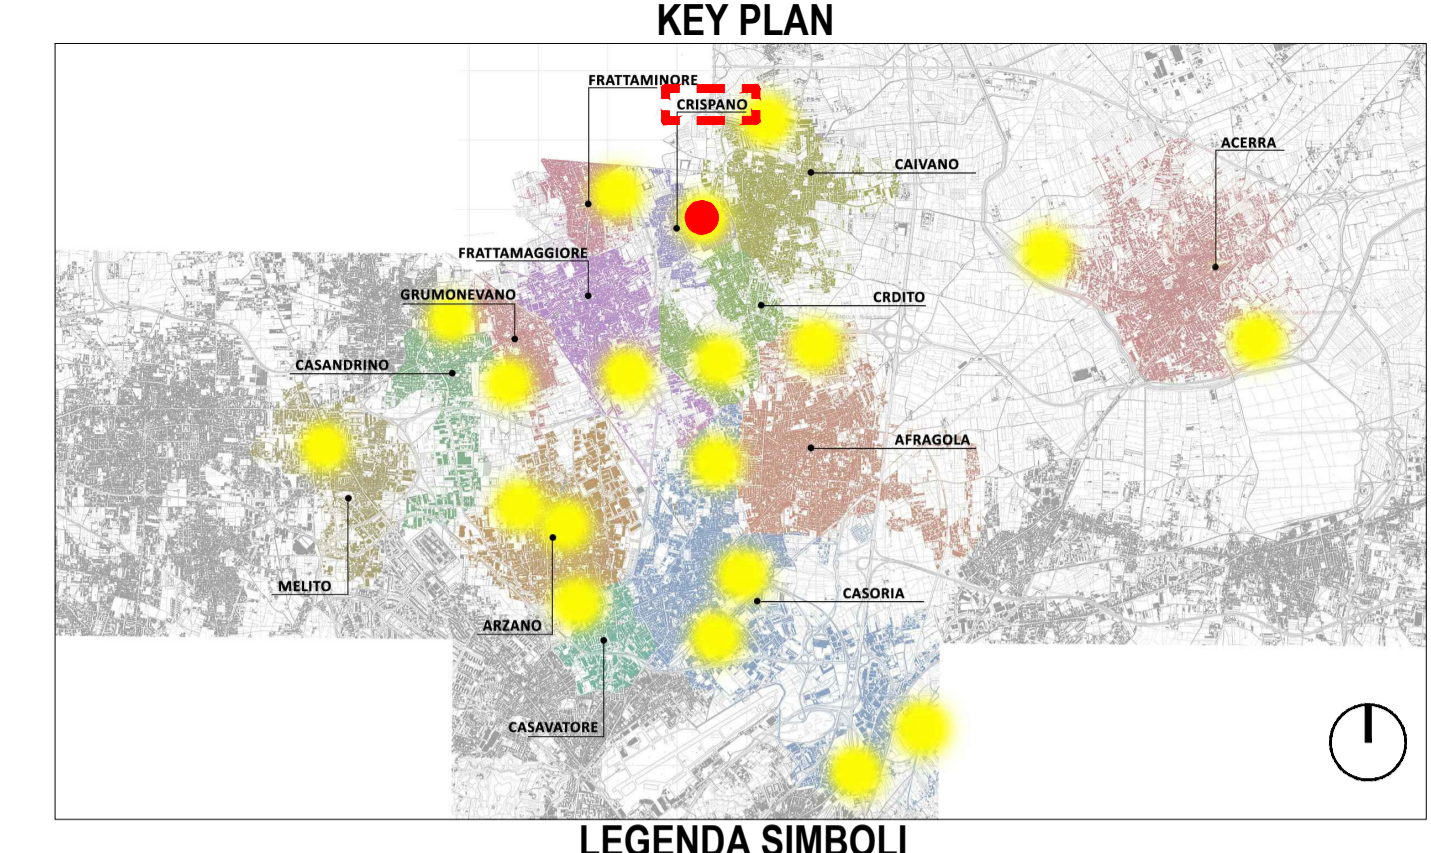 KEY PLAN
FRATTAMINORE
CRISPANO
ACERRA
CAIVANO
FRATTAMAGGIORE
GRUMONEVANO
CRDITO
CASANDRINO
AFRAGOLA
MELITO
CASORIA
ARZANO
CASAVATORE
LEGENDA SIMBOLI